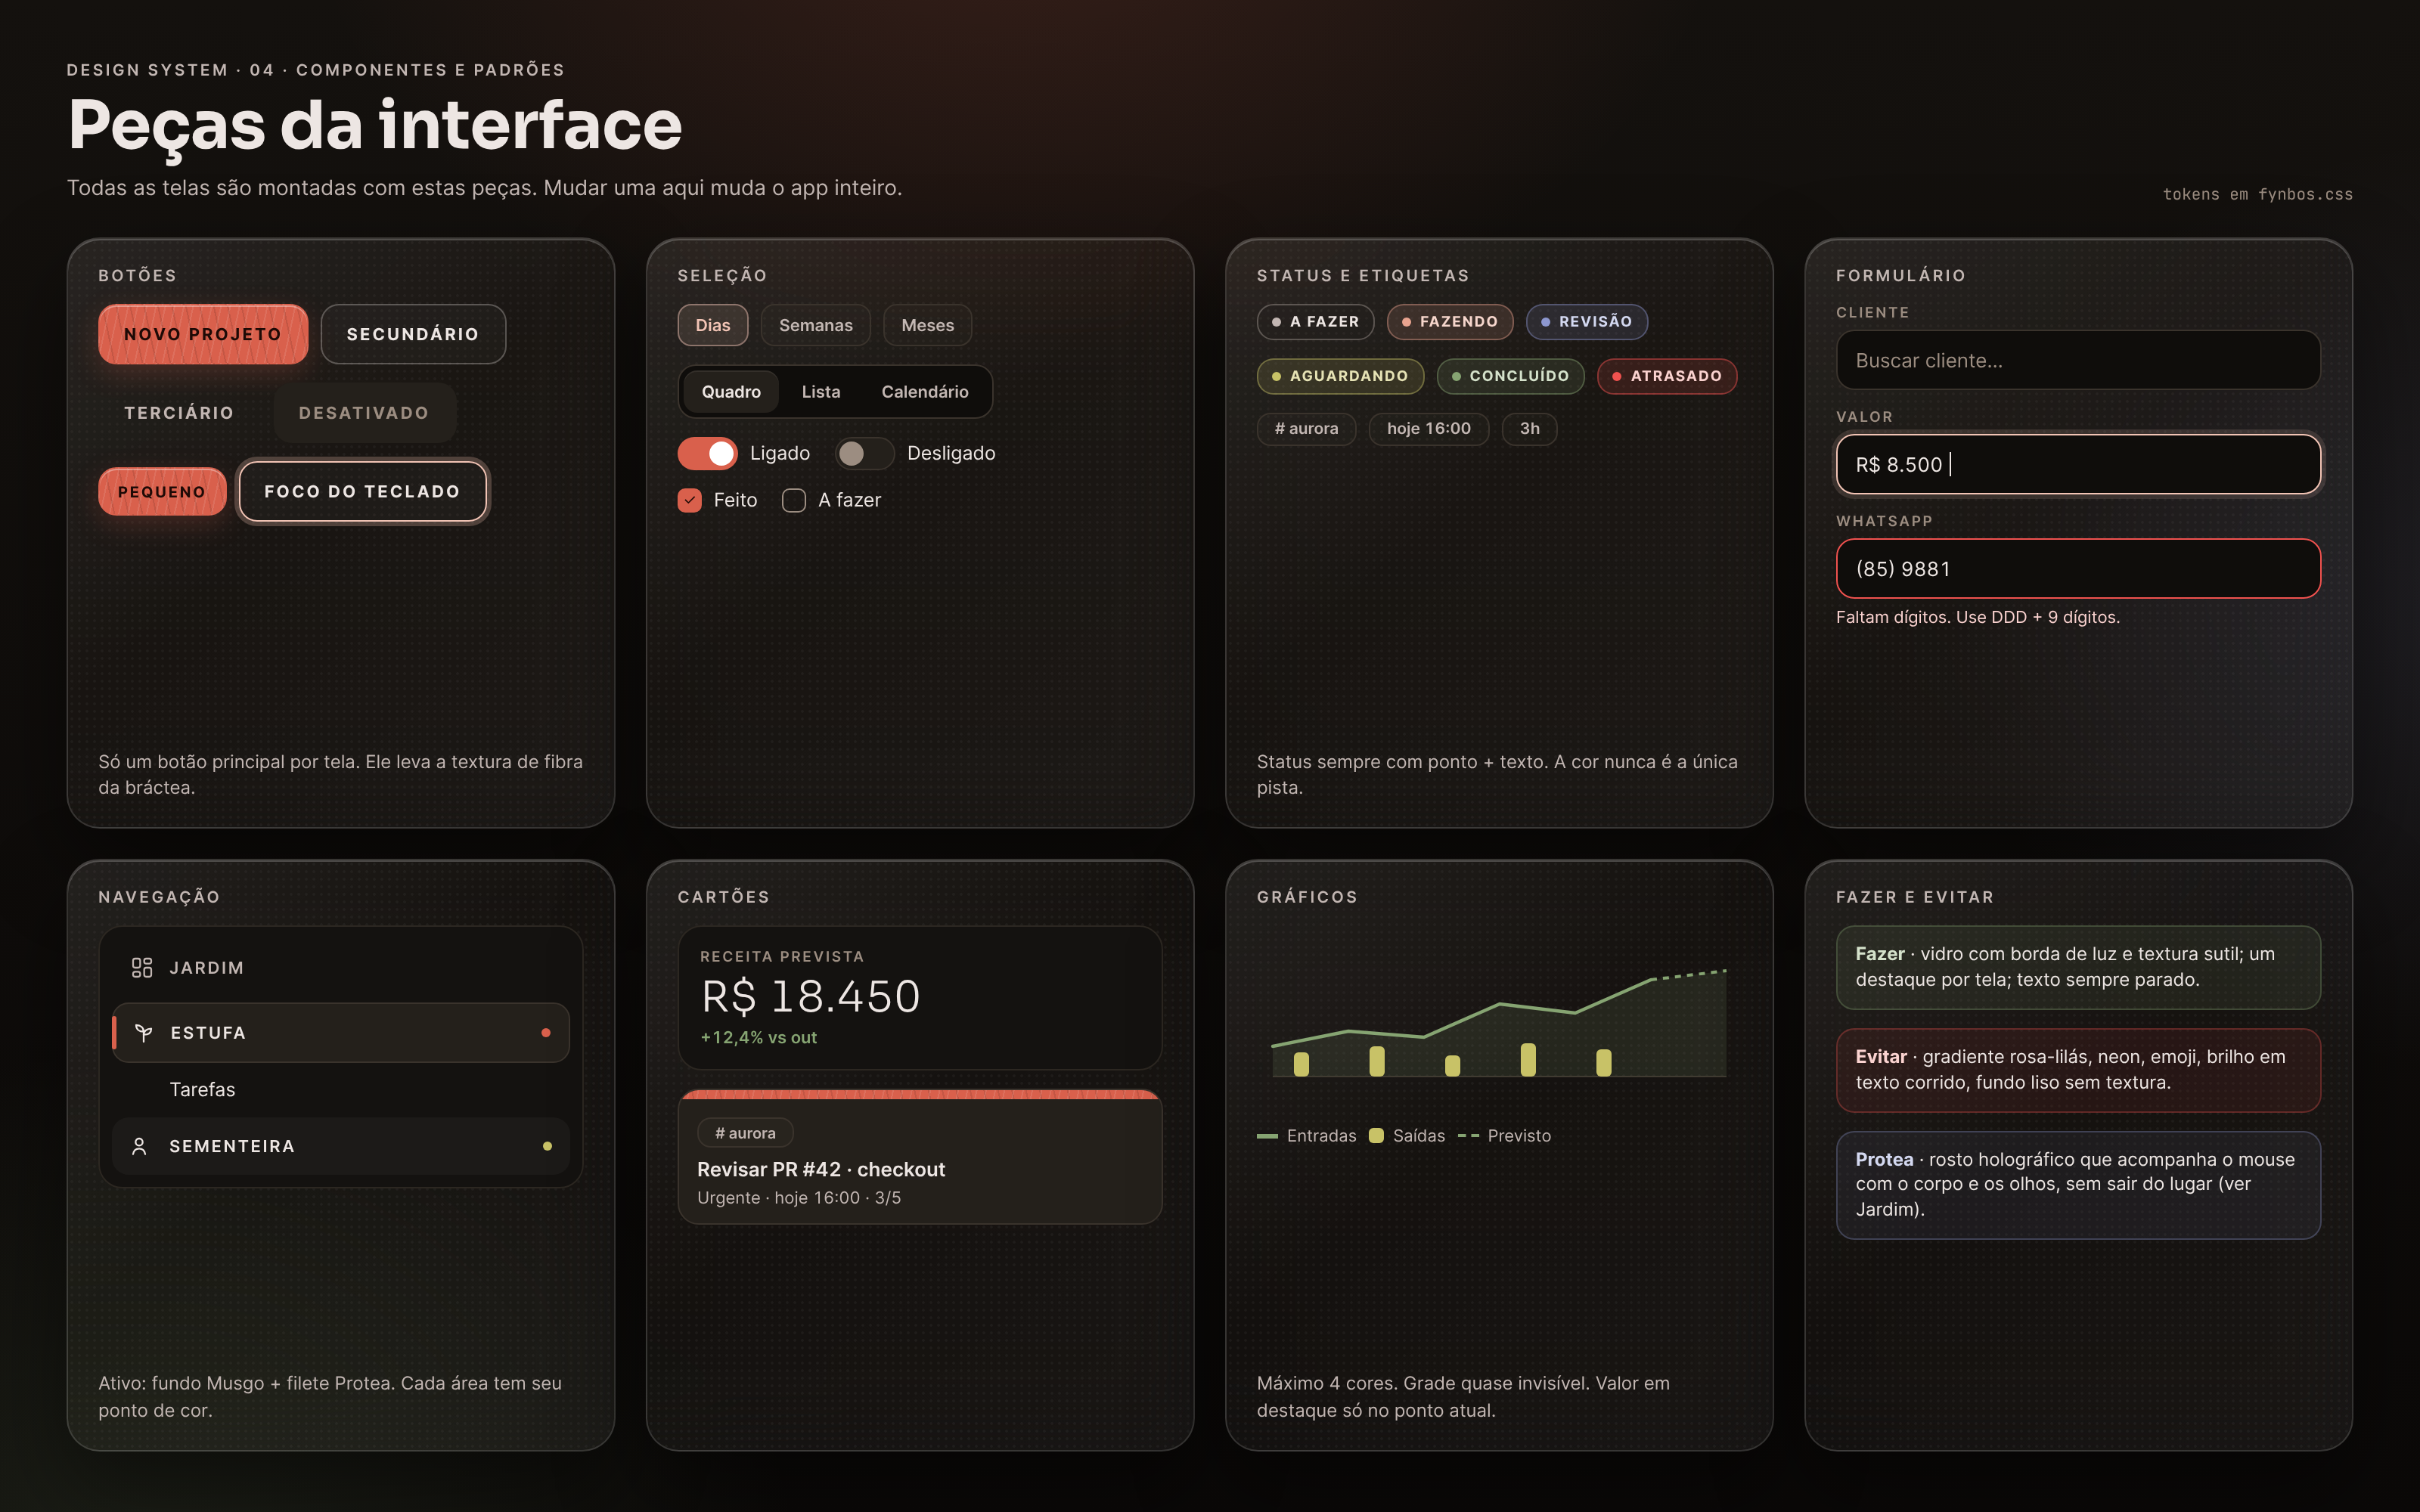 DESIGN SYSTEM · 04 · COMPONENTES E PADRÕES
Peças da interface
Todas as telas são montadas com estas peças. Mudar uma aqui muda o app inteiro.
tokens em fynbos.css
BOTÕES
NOVO PROJETO
SECUNDÁRIO
TERCIÁRIO
DESATIVADO
PEQUENO
FOCO DO TECLADO
Só um botão principal por tela. Ele leva a textura de fibra
da bráctea.
SELEÇÃO
Dias
Semanas
Meses
Quadro
Lista
Calendário
Ligado
Desligado
Feito
A fazer
STATUS E ETIQUETAS
A FAZER
FAZENDO
REVISÃO
AGUARDANDO
CONCLUÍDO
ATRASADO
# aurora
hoje 16:00
3h
Status sempre com ponto + texto. A cor nunca é a única
pista.
FORMULÁRIO
CLIENTE
Buscar cliente...
VALOR
R$ 8.500
WHATSAPP
(85) 9881
Faltam dígitos. Use DDD + 9 dígitos.
NAVEGAÇÃO
JARDIM
ESTUFA
Tarefas
SEMENTEIRA
Ativo: fundo Musgo + filete Protea. Cada área tem seu
ponto de cor.
CARTÕES
RECEITA PREVISTA
R$ 18.450
+12,4% vs out
# aurora
Revisar PR #42 · checkout
Urgente · hoje 16:00 · 3/5
GRÁFICOS
Entradas
Saídas
Previsto
Máximo 4 cores. Grade quase invisível. Valor em
destaque só no ponto atual.
FAZER E EVITAR
Fazer · vidro com borda de luz e textura sutil; um
destaque por tela; texto sempre parado.
Evitar · gradiente rosa-lilás, neon, emoji, brilho em
texto corrido, fundo liso sem textura.
Protea · rosto holográfico que acompanha o mouse
com o corpo e os olhos, sem sair do lugar (ver
Jardim).